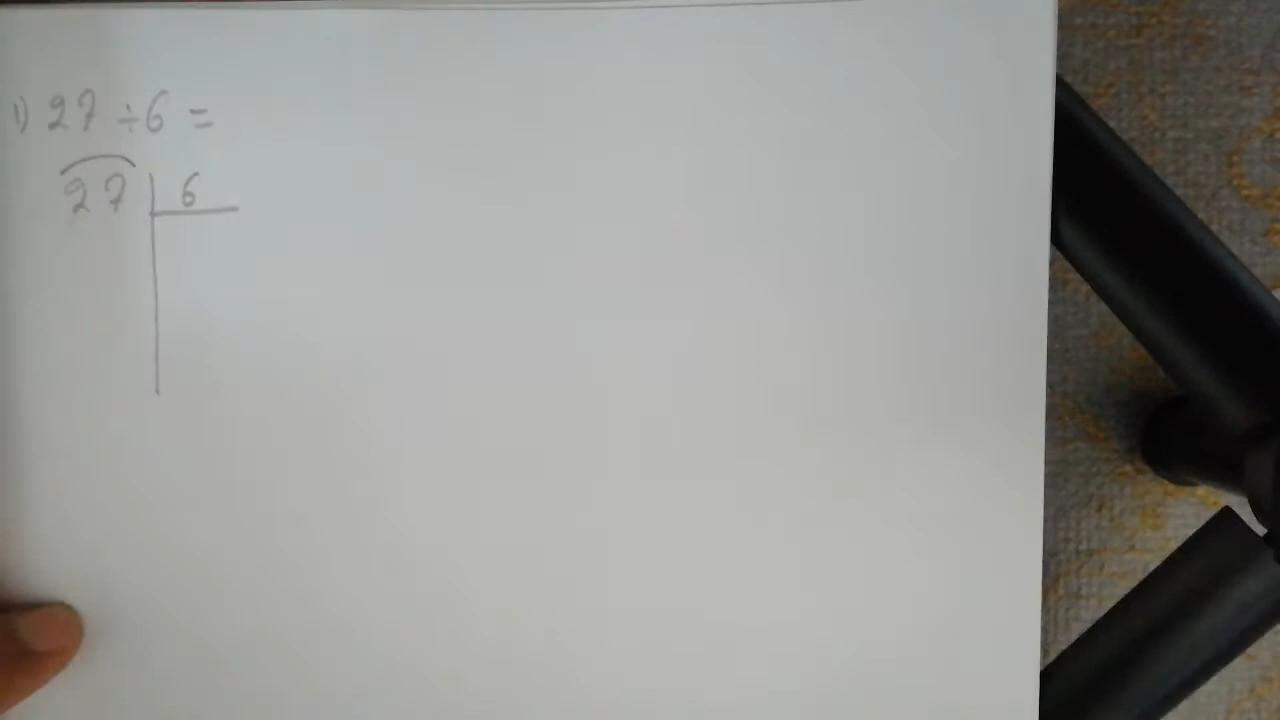 1) 27 ÷ 6 =
27 | 6